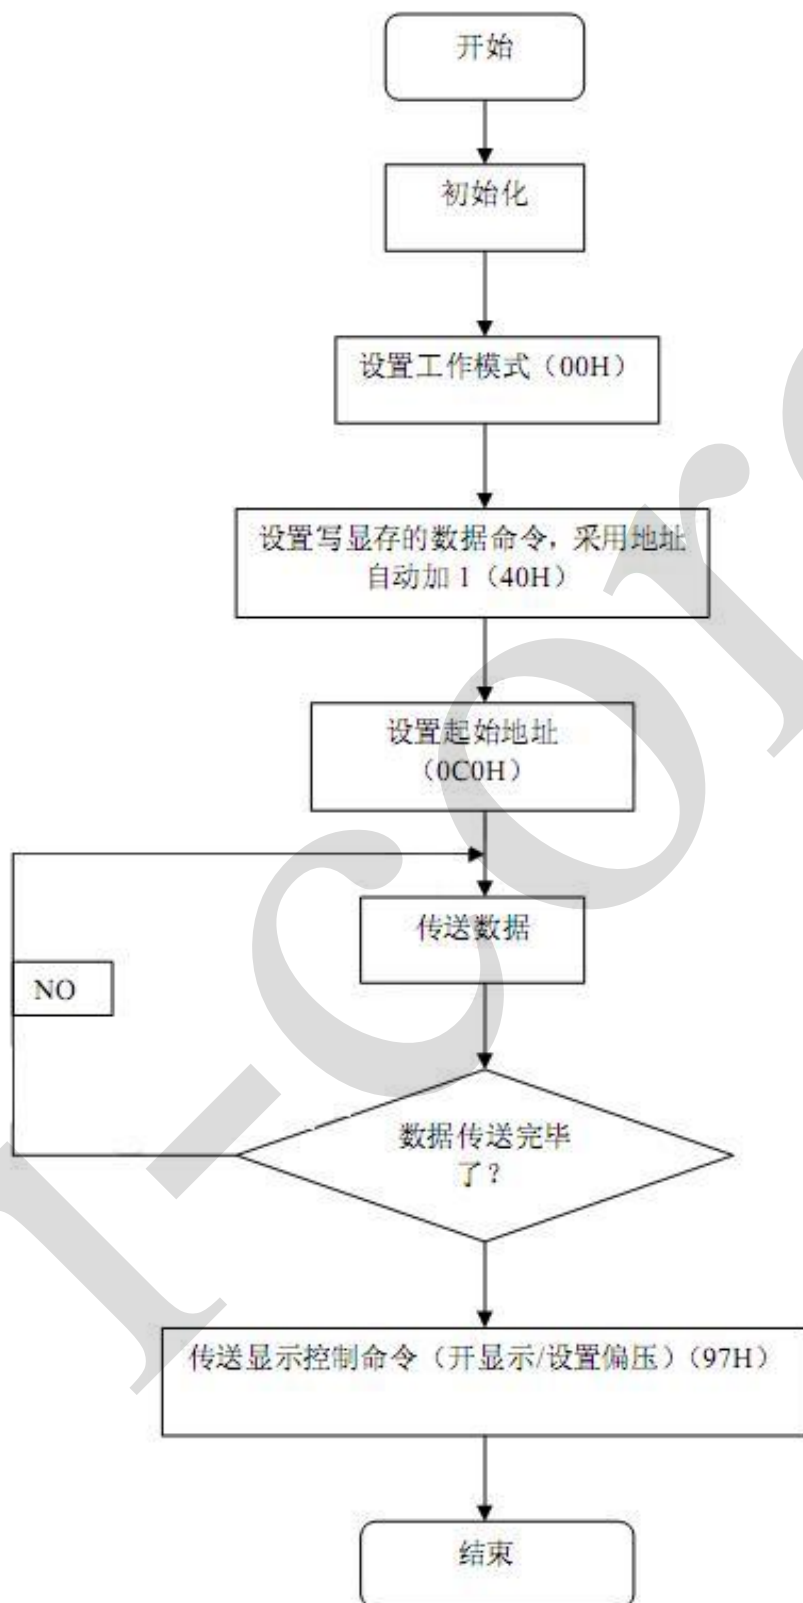 开始
初始化
设置工作模式（00H）
设置写显存的数据命令，采用地址
自动加 1（40H）
设置起始地址
（0C0H）
传送数据
NO
数据传送完毕
了？
传送显示控制命令（开显示/设置偏压）（97H）
结束